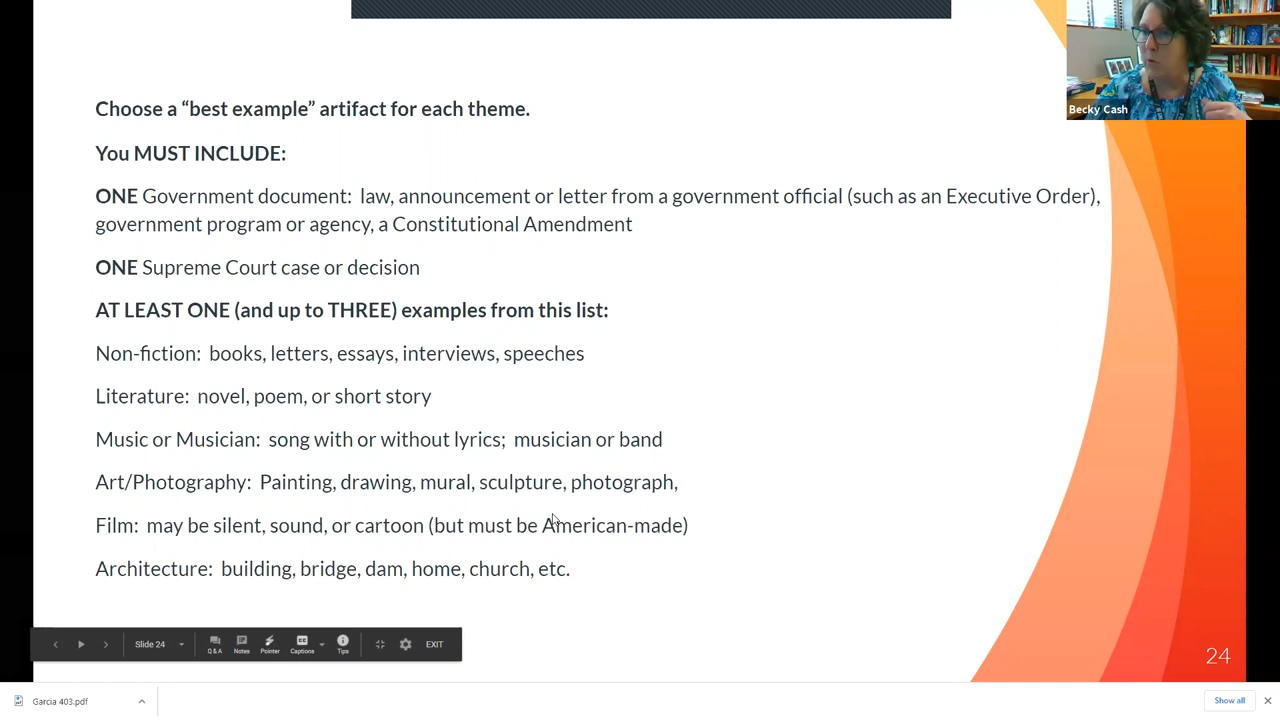 Choose a “best example” artifact for each theme.
You MUST INCLUDE:
ONE Government document:  law, announcement or letter from a government official (such as an Executive Order),
government program or agency, a Constitutional Amendment
ONE Supreme Court case or decision
AT LEAST ONE (and up to THREE) examples from this list:
Non-fiction:  books, letters, essays, interviews, speeches
Literature:  novel, poem, or short story
Music or Musician:  song with or without lyrics;  musician or band
Art/Photography:  Painting, drawing, mural, sculpture, photograph,
Film:  may be silent, sound, or cartoon (but must be American-made)
Architecture:  building, bridge, dam, home, church, etc.
Becky Cash
Slide 24
Q & A
Notes
Pointer
CC
Captions
Tips
EXIT
24
Garcia 403.pdf
Show all